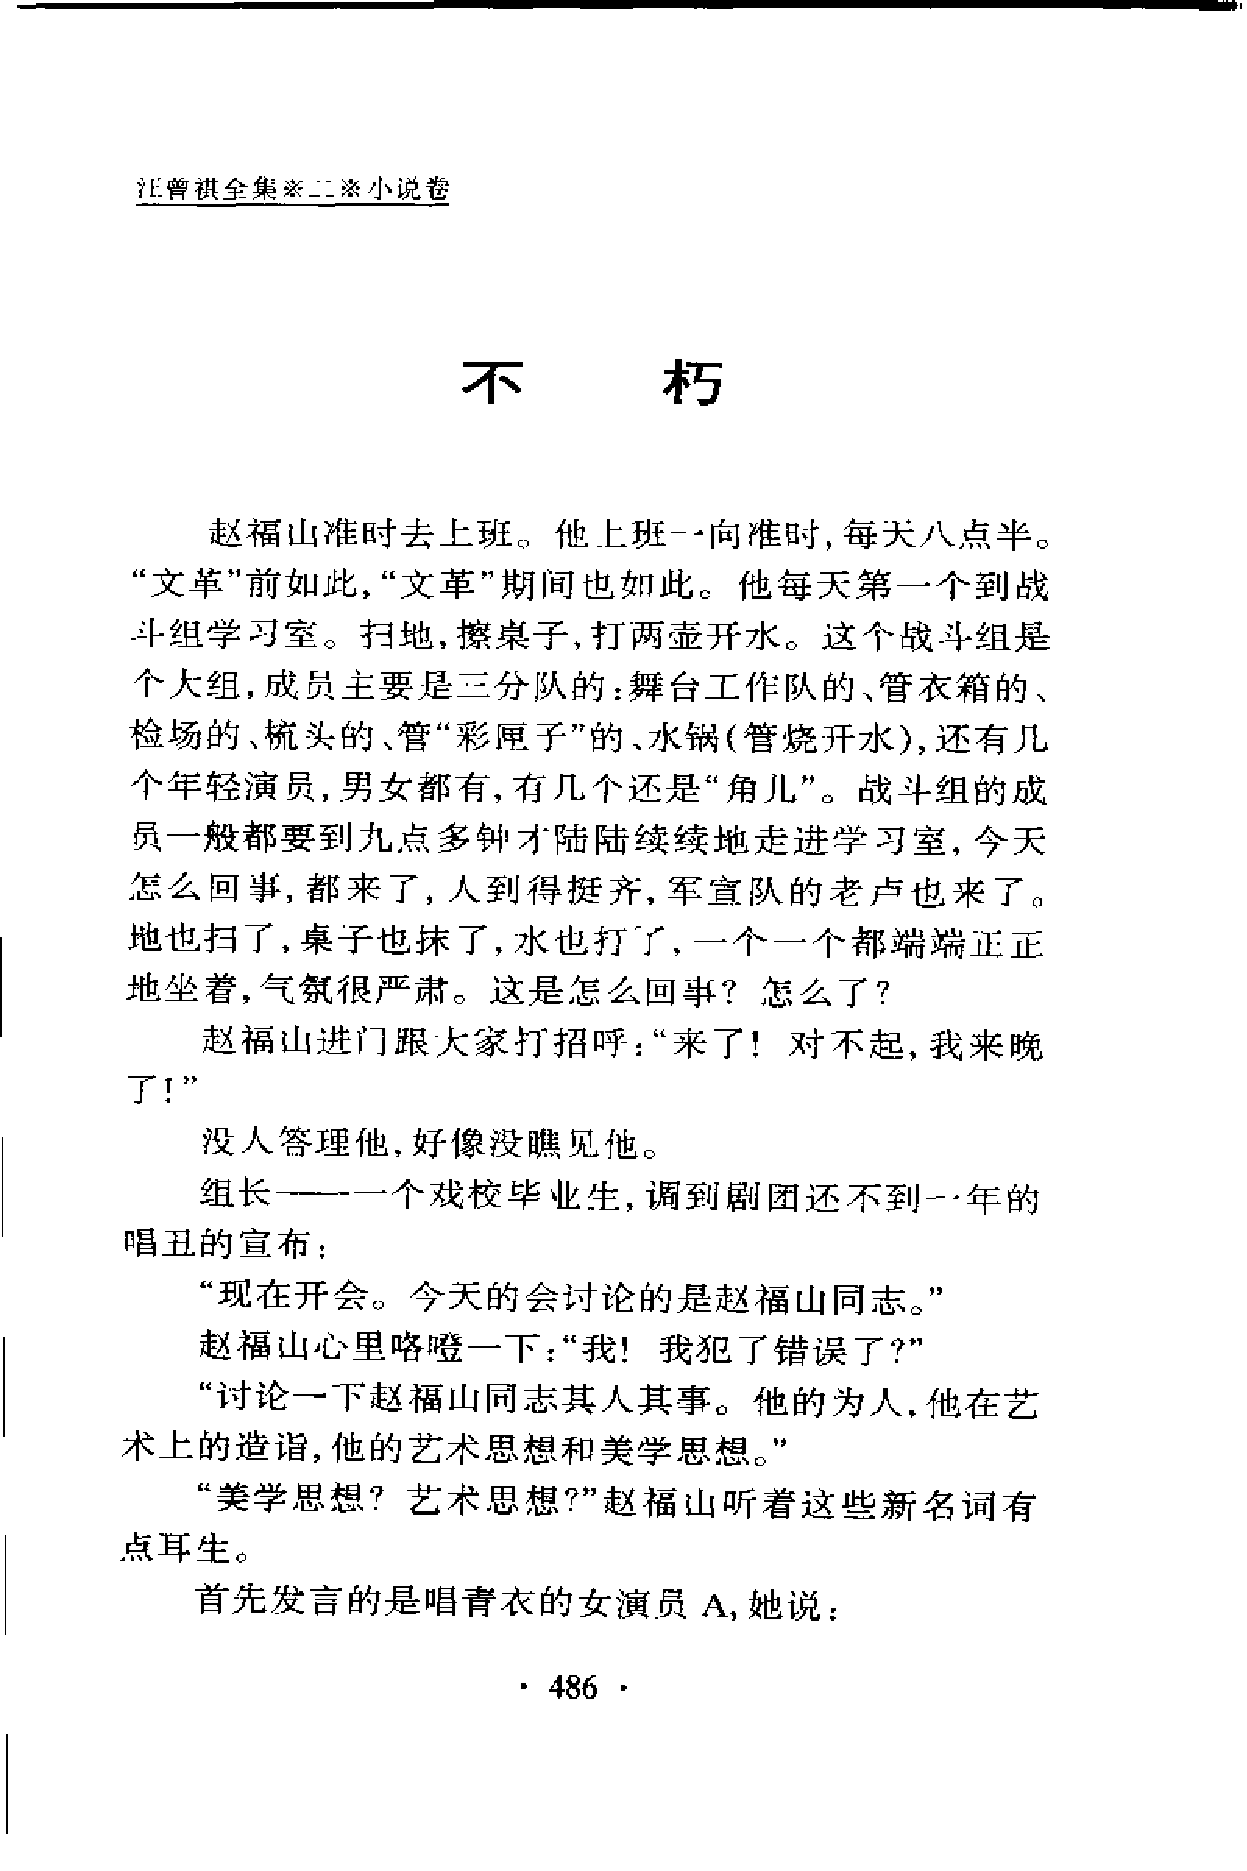 汪曾祺全集※二※小说卷
不 朽
赵福山准时去上班。他上班一向准时,每天八点半。
“文革”前如此,“文革”期间也如此。他每天第一个到战
斗组学习室。扫地,擦桌子,打两壶开水。这个战斗组是
个大组,成员主要是三分队的:舞台工作队的、管衣箱的、
检场的、梳头的、管“彩匣子”的、水锅(管烧开水),还有几
个年轻演员,男女都有,有几个还是“角儿”。战斗组的成
员一般都要到九点多钟才陆陆续续地走进学习室,今天
怎么回事,都来了,人到得挺齐,军宣队的老卢也来了。
地也扫了,桌子也抹了,水也打了,一个一个都端端正正
地坐着,气氛很严肃。这是怎么回事?怎么了?
赵福山进门跟大家打招呼:“来了!对不起,我来晚
了!”
没人答理他,好像没瞧见他。
组长——一个戏校毕业生,调到剧团还不到一年的
唱丑的宣布:
“现在开会。今天的会讨论的是赵福山同志。”
赵福山心里咯噔一下:“我!我犯了错误了?”
“讨论一下赵福山同志其人其事。他的为人,他在艺
术上的造诣,他的艺术思想和美学思想。”
“美学思想?艺术思想?”赵福山听着这些新名词有
点耳生。
首先发言的是唱青衣的女演员 A,她说:
· 486 ·